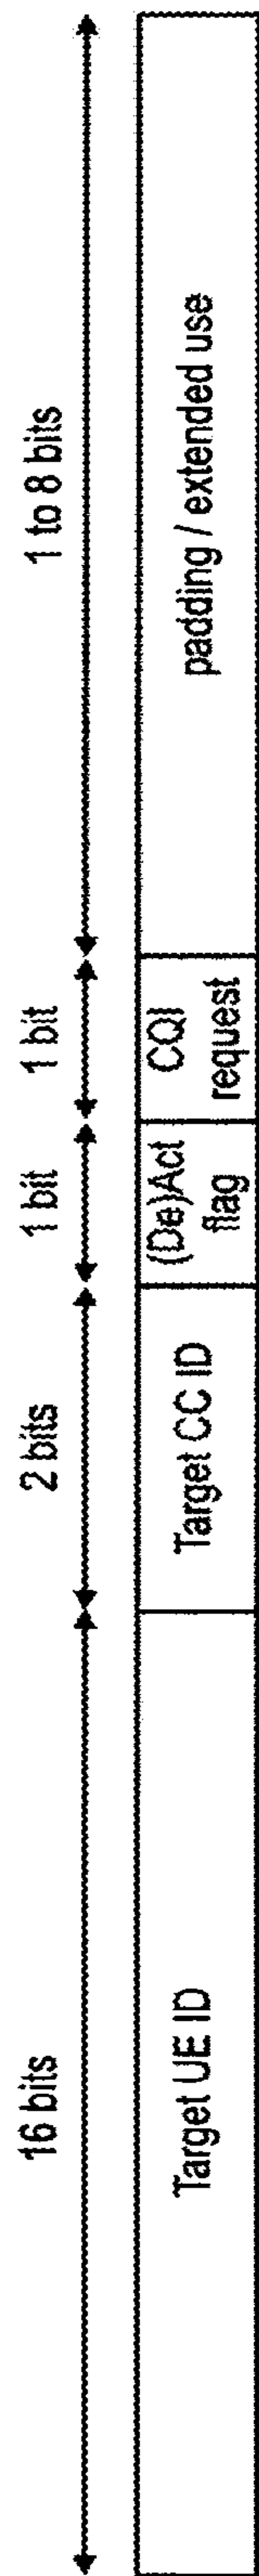 16 bits
2 bits
1 bit
1 bit
1 to 8 bits
Target UE ID
Target CC ID
(De)Act
flag
CQI
request
padding / extended use